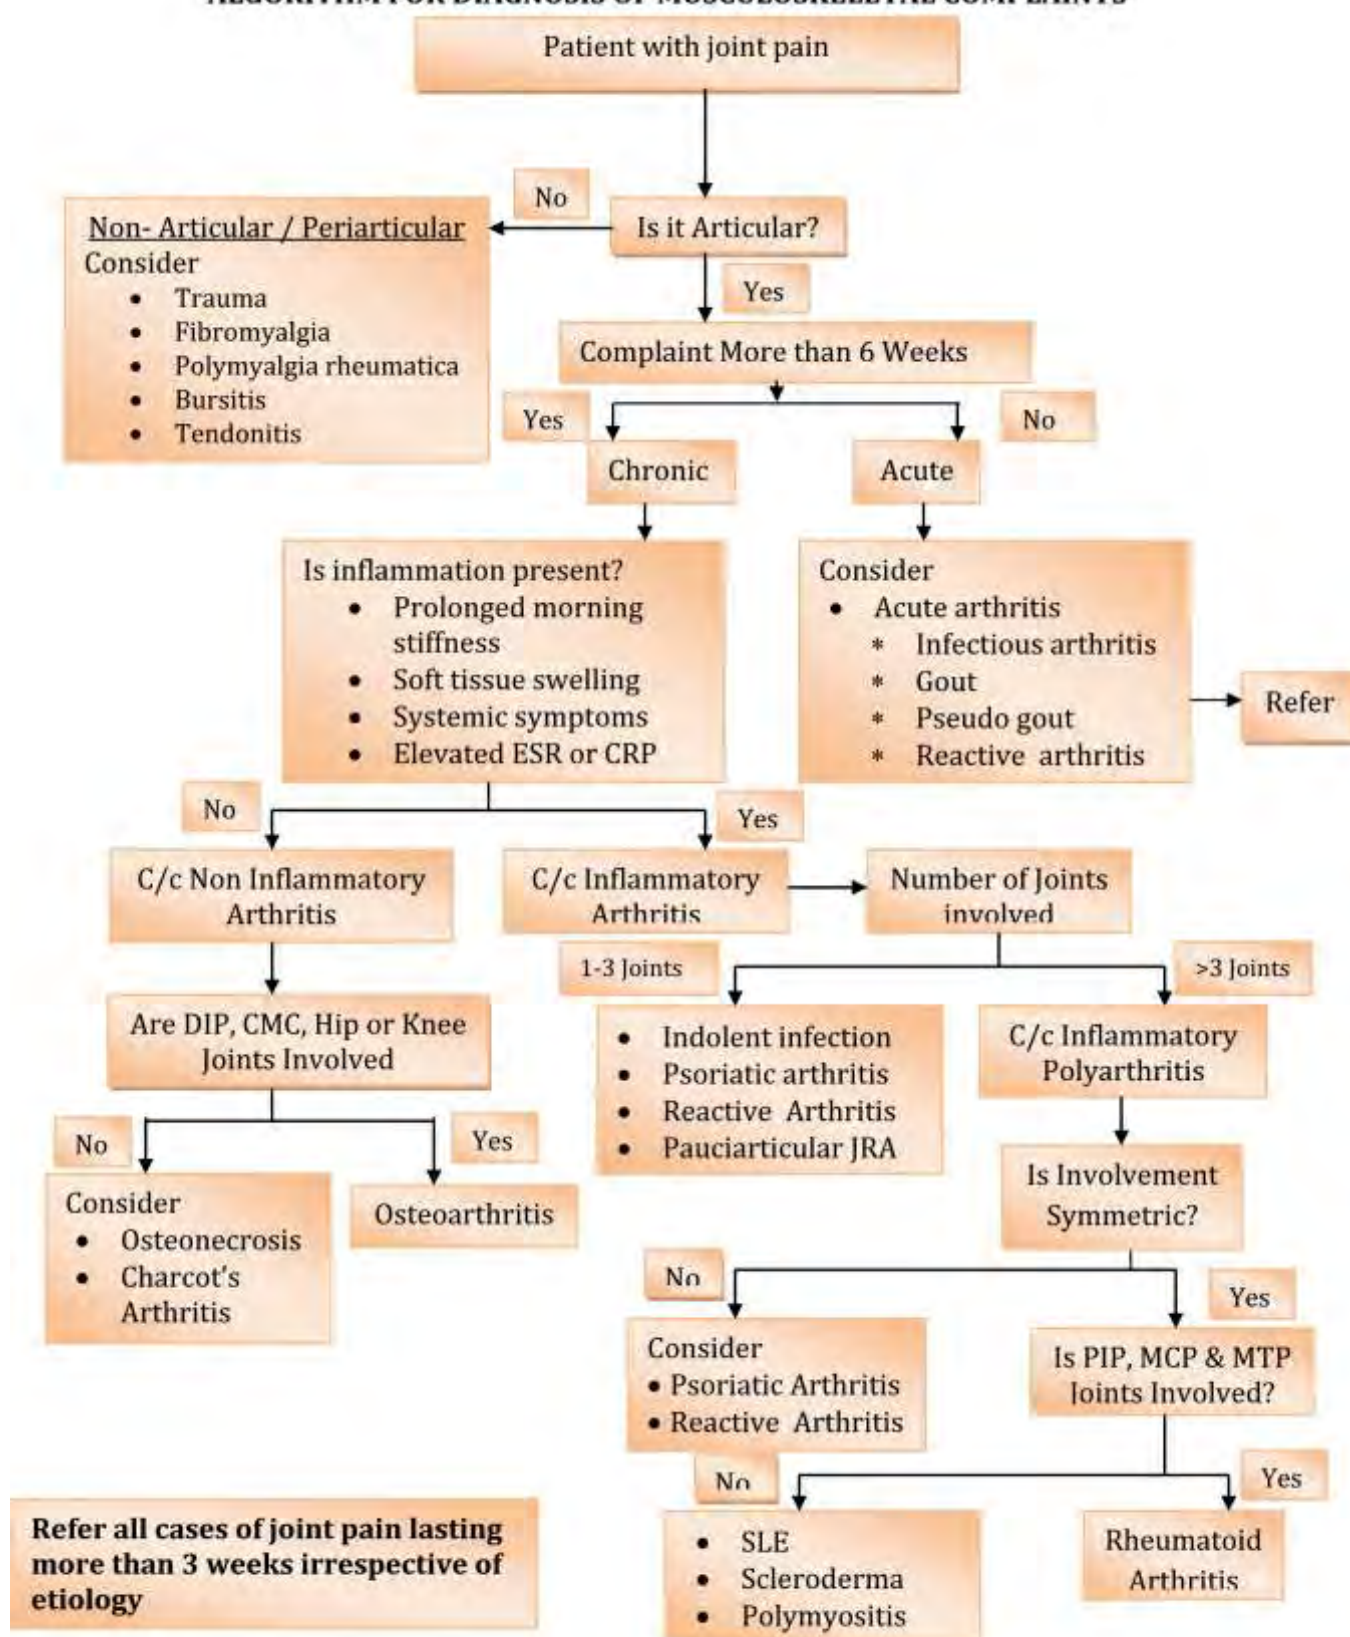 ALGORITHM FOR DIAGNOSIS OF MUSCULOSKELETAL COMPLAINTS
Patient with joint pain
No
Is it Articular?
Non- Articular / Periarticular
Consider
• Trauma
• Fibromyalgia
• Polymyalgia rheumatica
• Bursitis
• Tendonitis
Yes
Complaint More than 6 Weeks
Yes
No
Chronic
Acute
Is inflammation present?
• Prolonged morning
stiffness
• Soft tissue swelling
• Systemic symptoms
• Elevated ESR or CRP
Consider
• Acute arthritis
* Infectious arthritis
* Gout
* Pseudo gout
* Reactive arthritis
Refer
No
Yes
C/c Non Inflammatory
Arthritis
C/c Inflammatory
Arthritis
Number of Joints
involved
1-3 Joints
>3 Joints
Are DIP, CMC, Hip or Knee
Joints Involved
• Indolent infection
• Psoriatic arthritis
• Reactive Arthritis
• Pauciarticular JRA
C/c Inflammatory
Polyarthritis
No
Yes
Consider
• Osteonecrosis
• Charcot's
Arthritis
Osteoarthritis
Is Involvement
Symmetric?
No
Yes
Consider
• Psoriatic Arthritis
• Reactive Arthritis
Is PIP, MCP & MTP
Joints Involved?
No
Yes
• SLE
• Scleroderma
• Polymyositis
Rheumatoid
Arthritis
Refer all cases of joint pain lasting
more than 3 weeks irrespective of
etiology